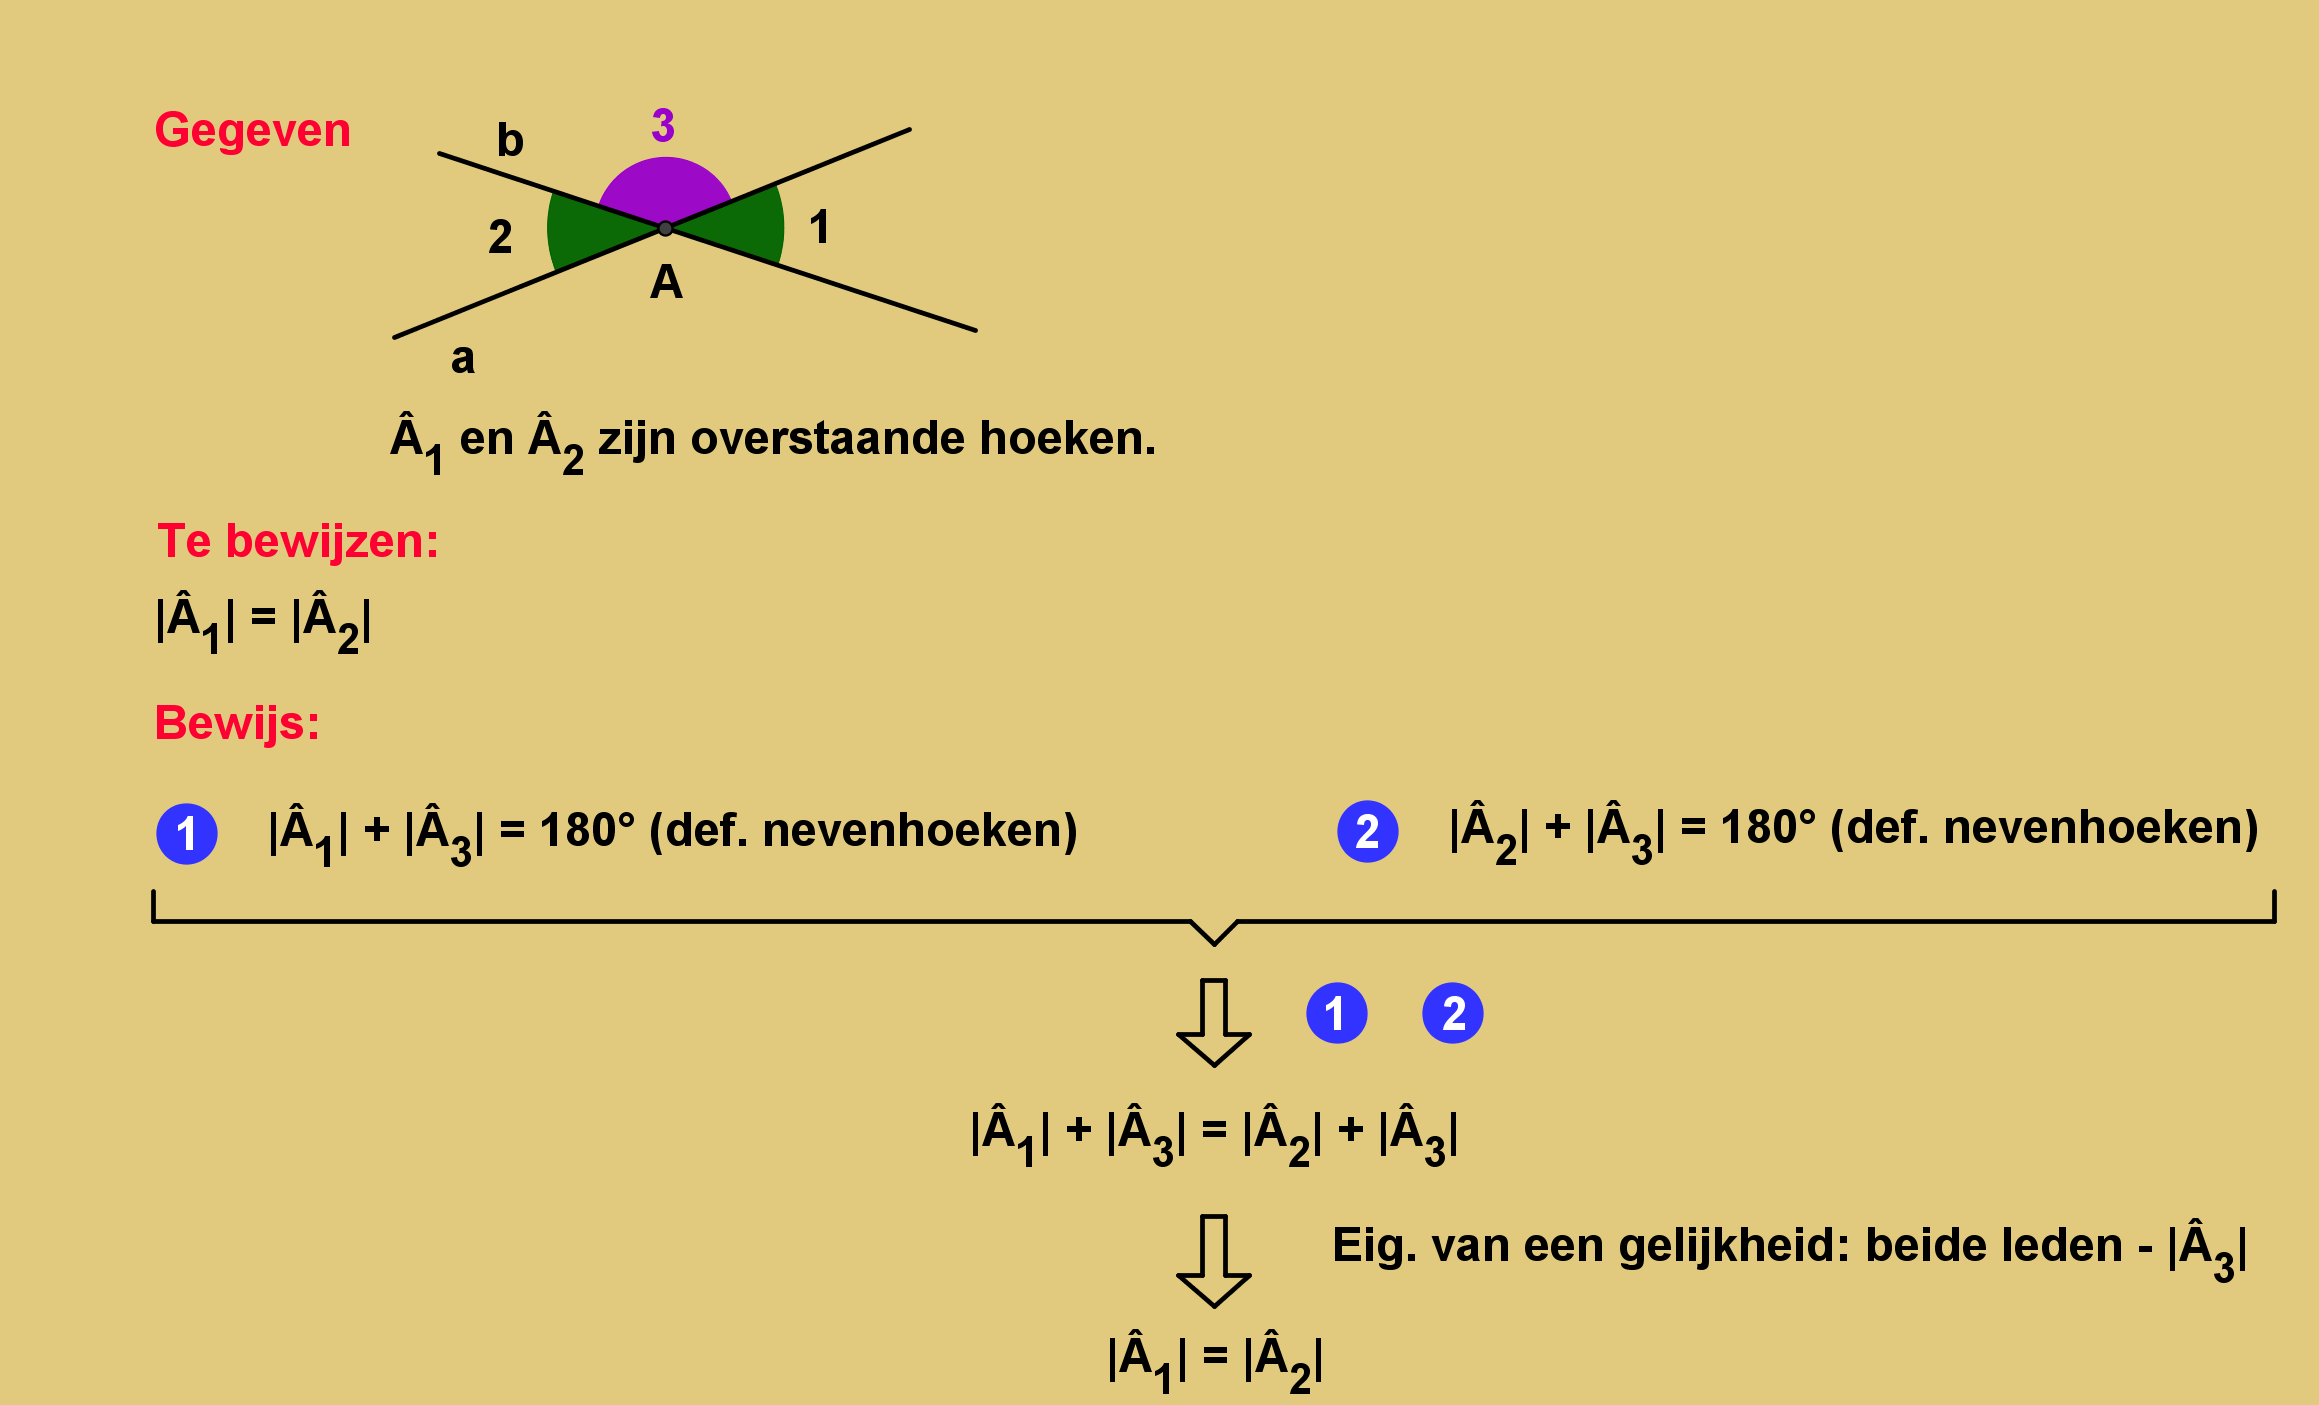 Gegeven
b
3
2
1
A
a
Â₁ en Â₂ zijn overstaande hoeken.
Te bewijzen:
|Â₁| = |Â₂|
Bewijs:
1 |Â₁| + |Â₃| = 180° (def. nevenhoeken)
2 |Â₂| + |Â₃| = 180° (def. nevenhoeken)
1 2
|Â₁| + |Â₃| = |Â₂| + |Â₃|
Eig. van een gelijkheid: beide leden - |Â₃|
|Â₁| = |Â₂|